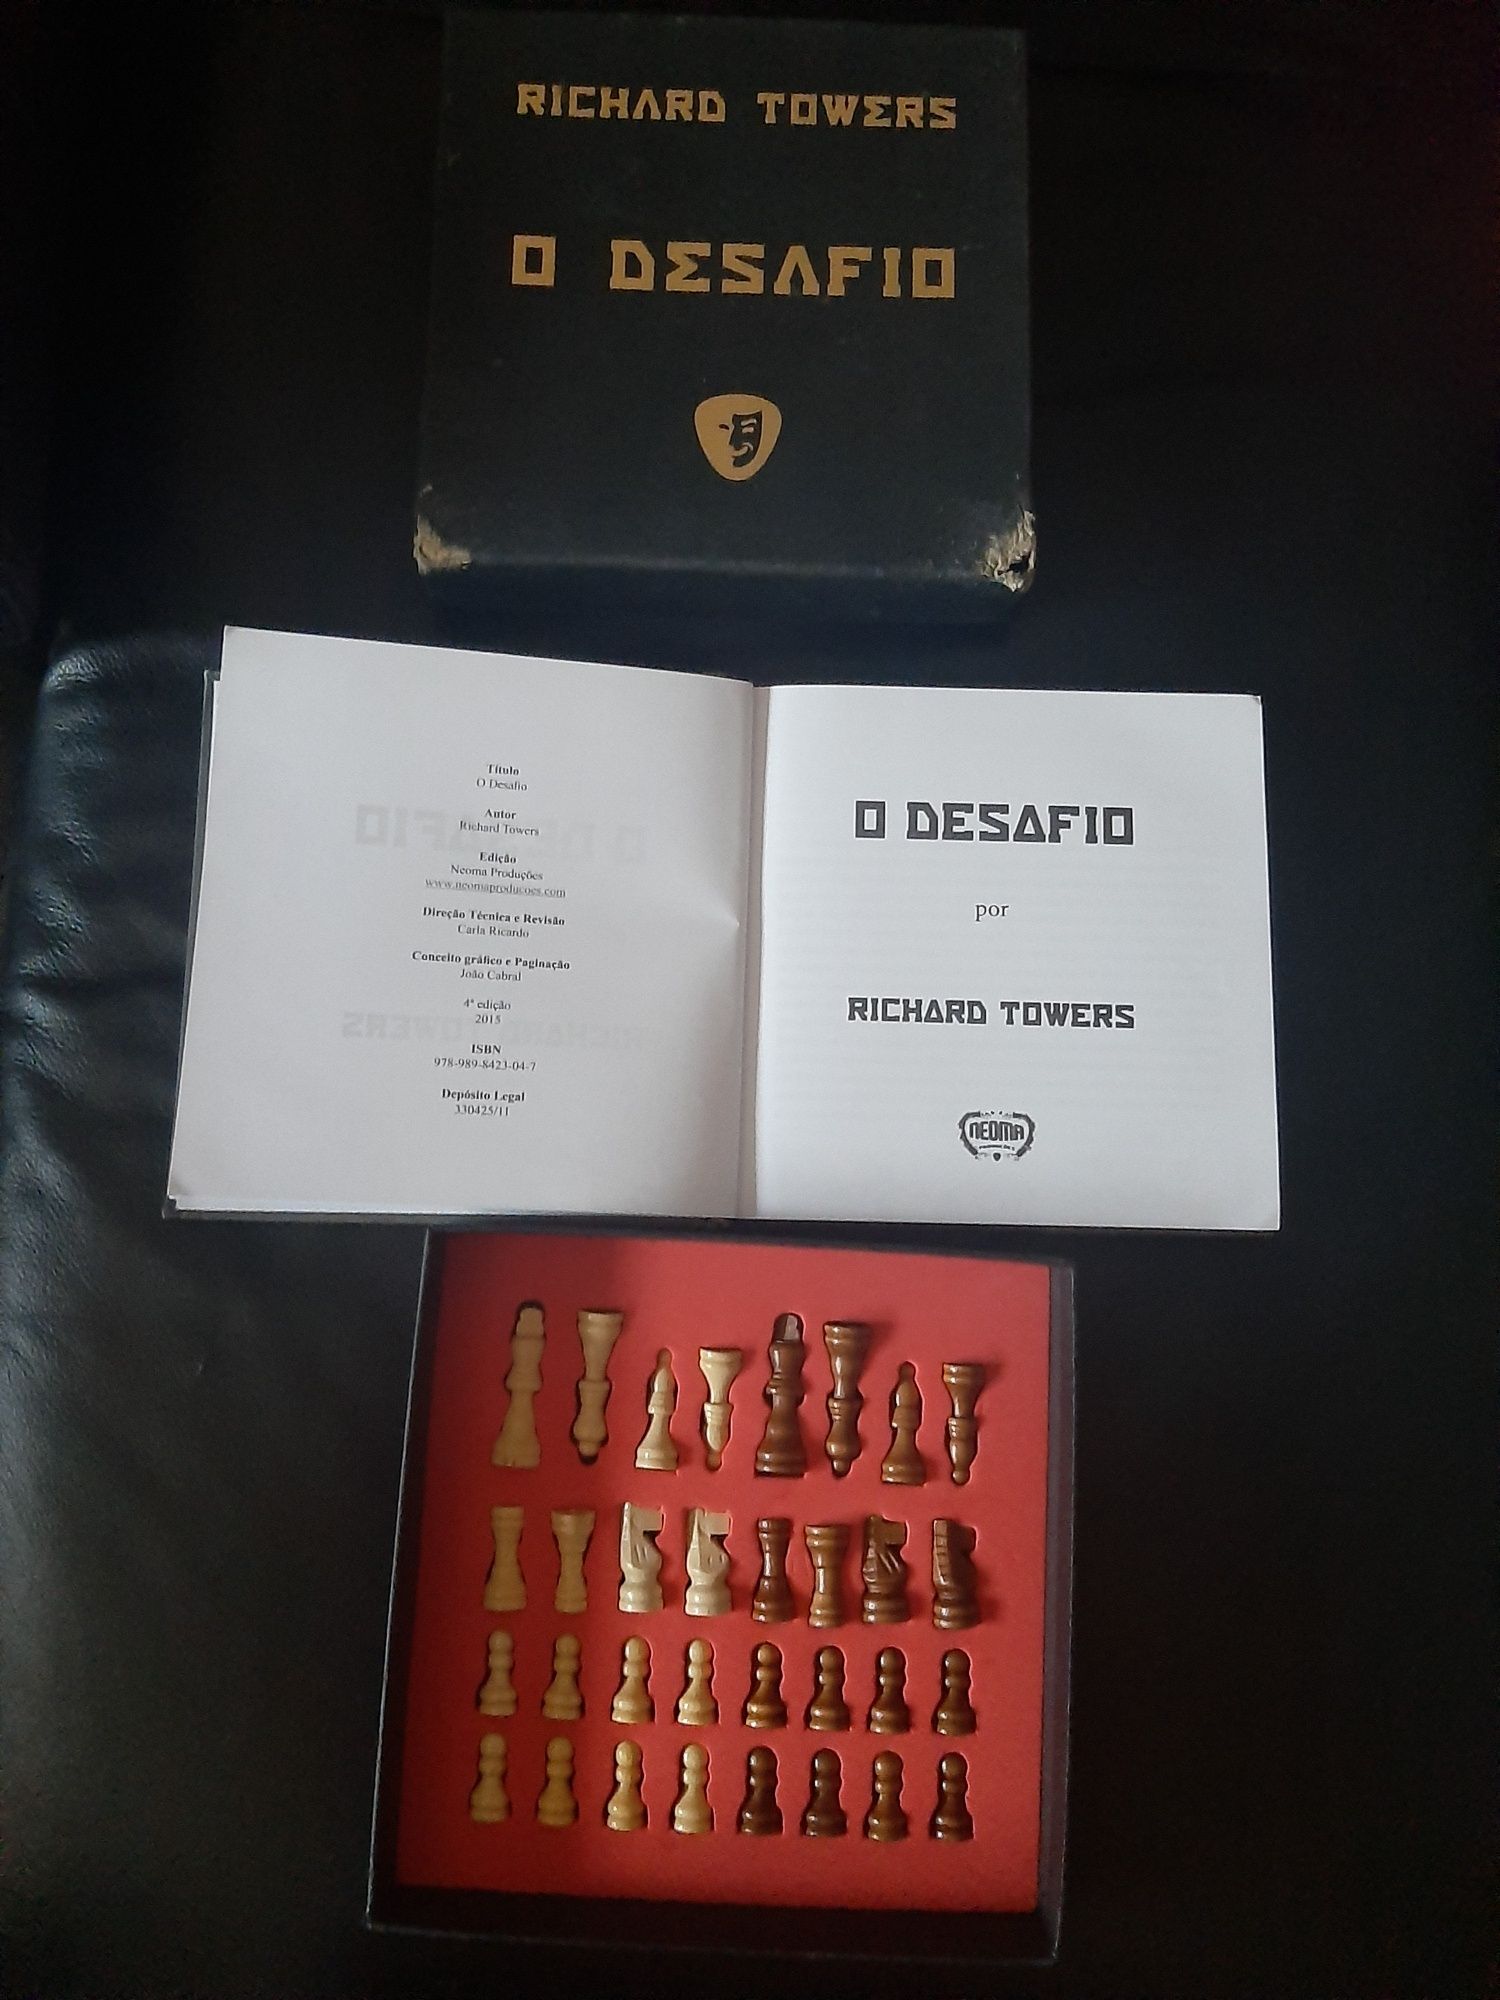 RICHARD TOWERS
O DESAFIO
Título
O Desafio
Autor
Richard Towers
Edição
Neoma Produções
www.neomaproducoes.com
Direção Técnica e Revisão
Carla Ricardo
Conceito gráfico e Paginação
João Cabral
4ª edição
2015
ISBN
978-989-8423-04-7
Depósito Legal
330425/11
O DESAFIO
por
RICHARD TOWERS
NEOMA